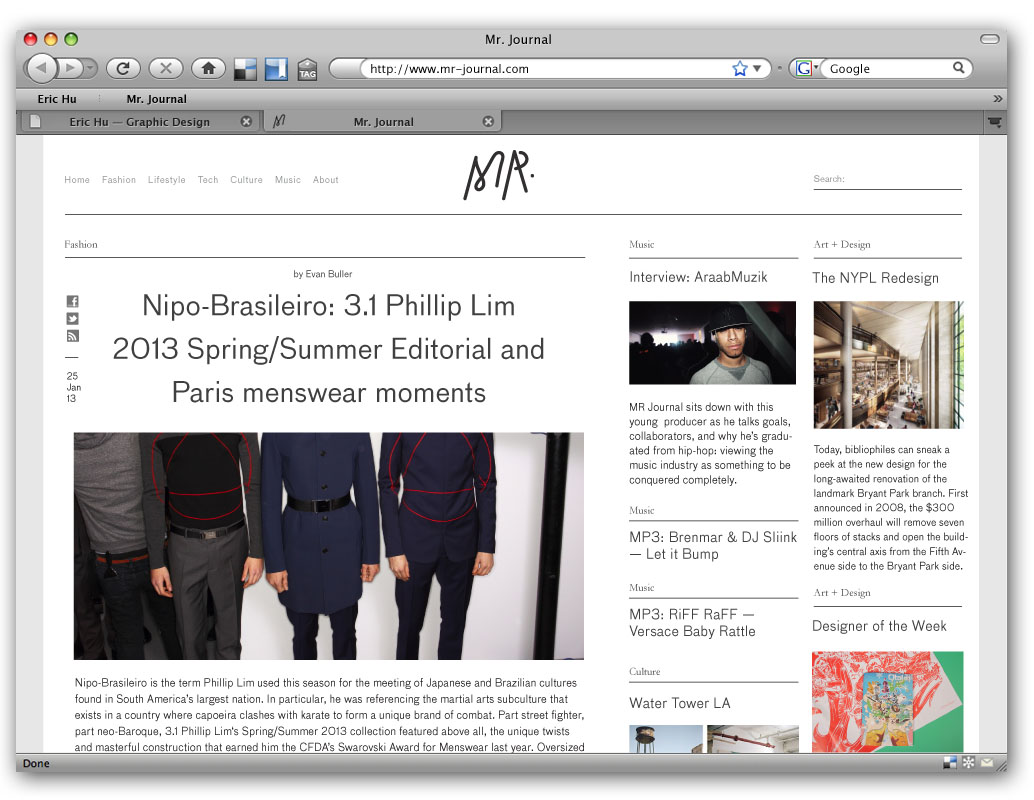 Mr. Journal
TAG
http://www.mr-journal.com
G
Google
Eric Hu
Mr. Journal
»
Eric Hu — Graphic Design
Mr. Journal
Home Fashion Lifestyle Tech Culture Music About
MR.
Search:
Fashion
by Evan Buller
Nipo-Brasileiro: 3.1 Phillip Lim
2013 Spring/Summer Editorial and
Paris menswear moments
25
Jan
13
Nipo-Brasileiro is the term Phillip Lim used this season for the meeting of Japanese and Brazilian cultures
found in South America's largest nation. In particular, he was referencing the martial arts subculture that
exists in a country where capoeira clashes with karate to form a unique brand of combat. Part street fighter,
part neo-Baroque, 3.1 Phillip Lim's Spring/Summer 2013 collection featured above all, the unique twists
and masterful construction that earned him the CFDA's Swarovski Award for Menswear last year. Oversized
Music
Interview: AraabMuzik
MR Journal sits down with this
young producer as he talks goals,
collaborators, and why he's gradu-
ated from hip-hop: viewing the
music industry as something to be
conquered completely.
Music
MP3: Brenmar & DJ Sliink
— Let it Bump
Music
MP3: RiFF RaFF —
Versace Baby Rattle
Culture
Water Tower LA
Art + Design
The NYPL Redesign
Today, bibliophiles can sneak a
peek at the new design for the
long-awaited renovation of the
landmark Bryant Park branch. First
announced in 2008, the $300
million overhaul will remove seven
floors of stacks and open the build-
ing's central axis from the Fifth Av-
enue side to the Bryant Park side.
Art + Design
Designer of the Week
Done